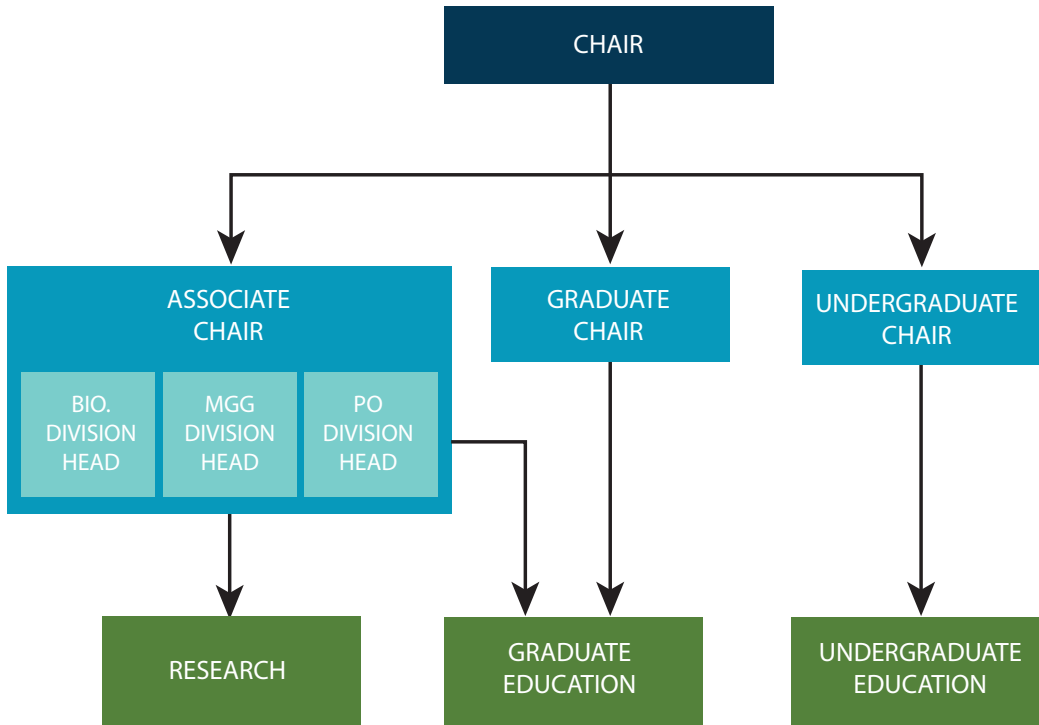 CHAIR
ASSOCIATE
CHAIR
GRADUATE
CHAIR
UNDERGRADUATE
CHAIR
BIO.
DIVISION
HEAD
MGG
DIVISION
HEAD
PO
DIVISION
HEAD
RESEARCH
GRADUATE
EDUCATION
UNDERGRADUATE
EDUCATION